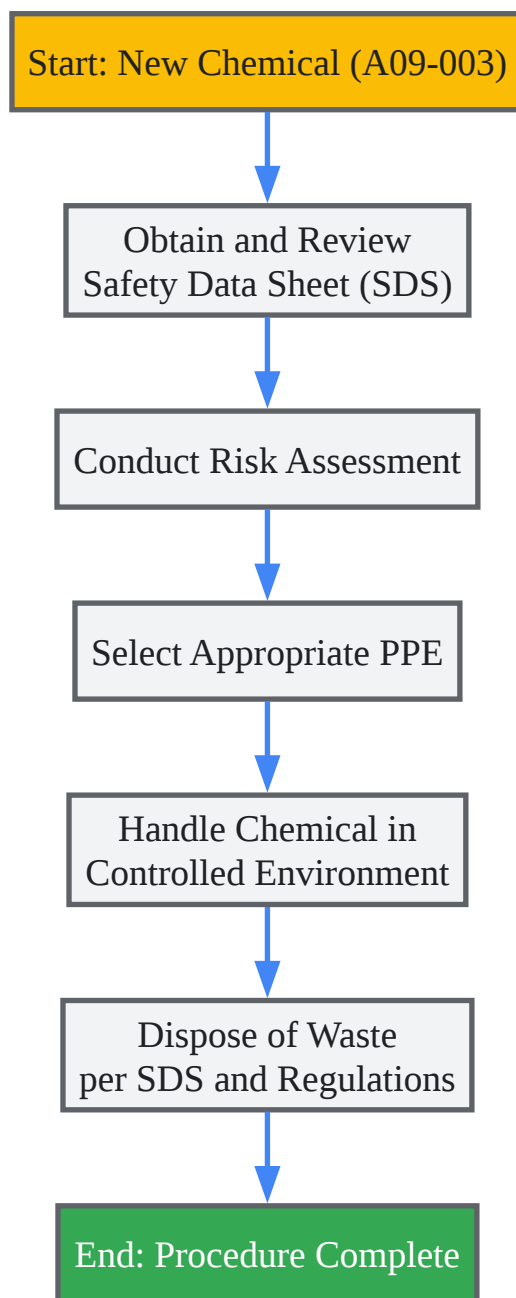 Start: New Chemical (A09-003)
Obtain and Review
Safety Data Sheet (SDS)
Conduct Risk Assessment
Select Appropriate PPE
Handle Chemical in
Controlled Environment
Dispose of Waste
per SDS and Regulations
End: Procedure Complete